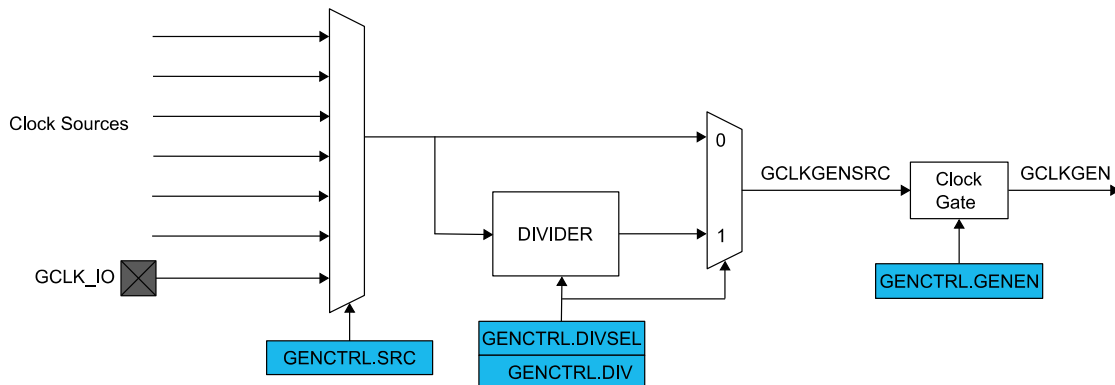 Clock Sources
GCLK_IO
GENCTRL.SRC
DIVIDER
GENCTRL.DIVSEL
GENCTRL.DIV
0
1
GCLKGENSRC
Clock
Gate
GCLKGEN
GENCTRL.GENEN